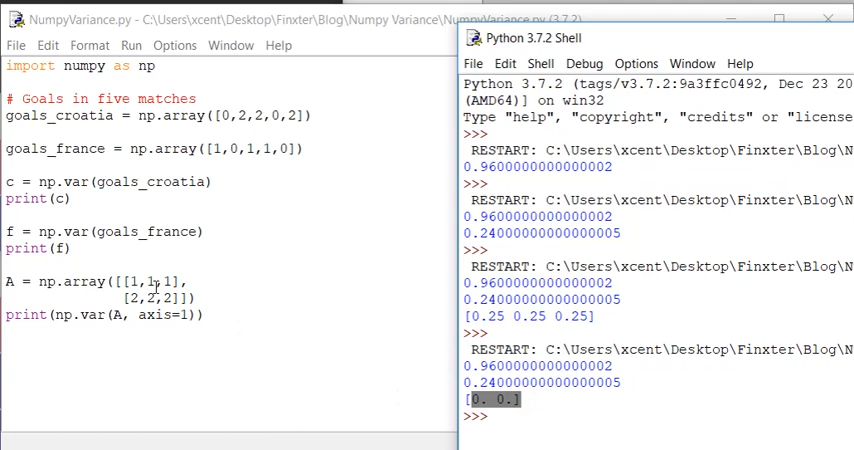 NumpyVariance.py - C:\Users\xcent\Desktop\Finxter\Blog\Numpy Variance\NumpyVariance.py (3.7.2)
File Edit Format Run Options Window Help
import numpy as np
# Goals in five matches
goals_croatia = np.array([0,2,2,0,2])
goals_france = np.array([1,0,1,1,0])
c = np.var(goals_croatia)
print(c)
f = np.var(goals_france)
print(f)
A = np.array([[1,1,1],
[2,2,2]])
print(np.var(A, axis=1))
Python 3.7.2 Shell
File Edit Shell Debug Options Window Help
Python 3.7.2 (tags/v3.7.2:9a3ffc0492, Dec 23 20
(AMD64)] on win32
Type "help", "copyright", "credits" or "license
>>>
RESTART: C:\Users\xcent\Desktop\Finxter\Blog\N
0.9600000000000002
>>>
RESTART: C:\Users\xcent\Desktop\Finxter\Blog\N
0.9600000000000002
0.24000000000000005
>>>
RESTART: C:\Users\xcent\Desktop\Finxter\Blog\N
0.9600000000000002
0.24000000000000005
[0.25 0.25 0.25]
>>>
RESTART: C:\Users\xcent\Desktop\Finxter\Blog\N
0.9600000000000002
0.24000000000000005
[0. 0.]
>>>